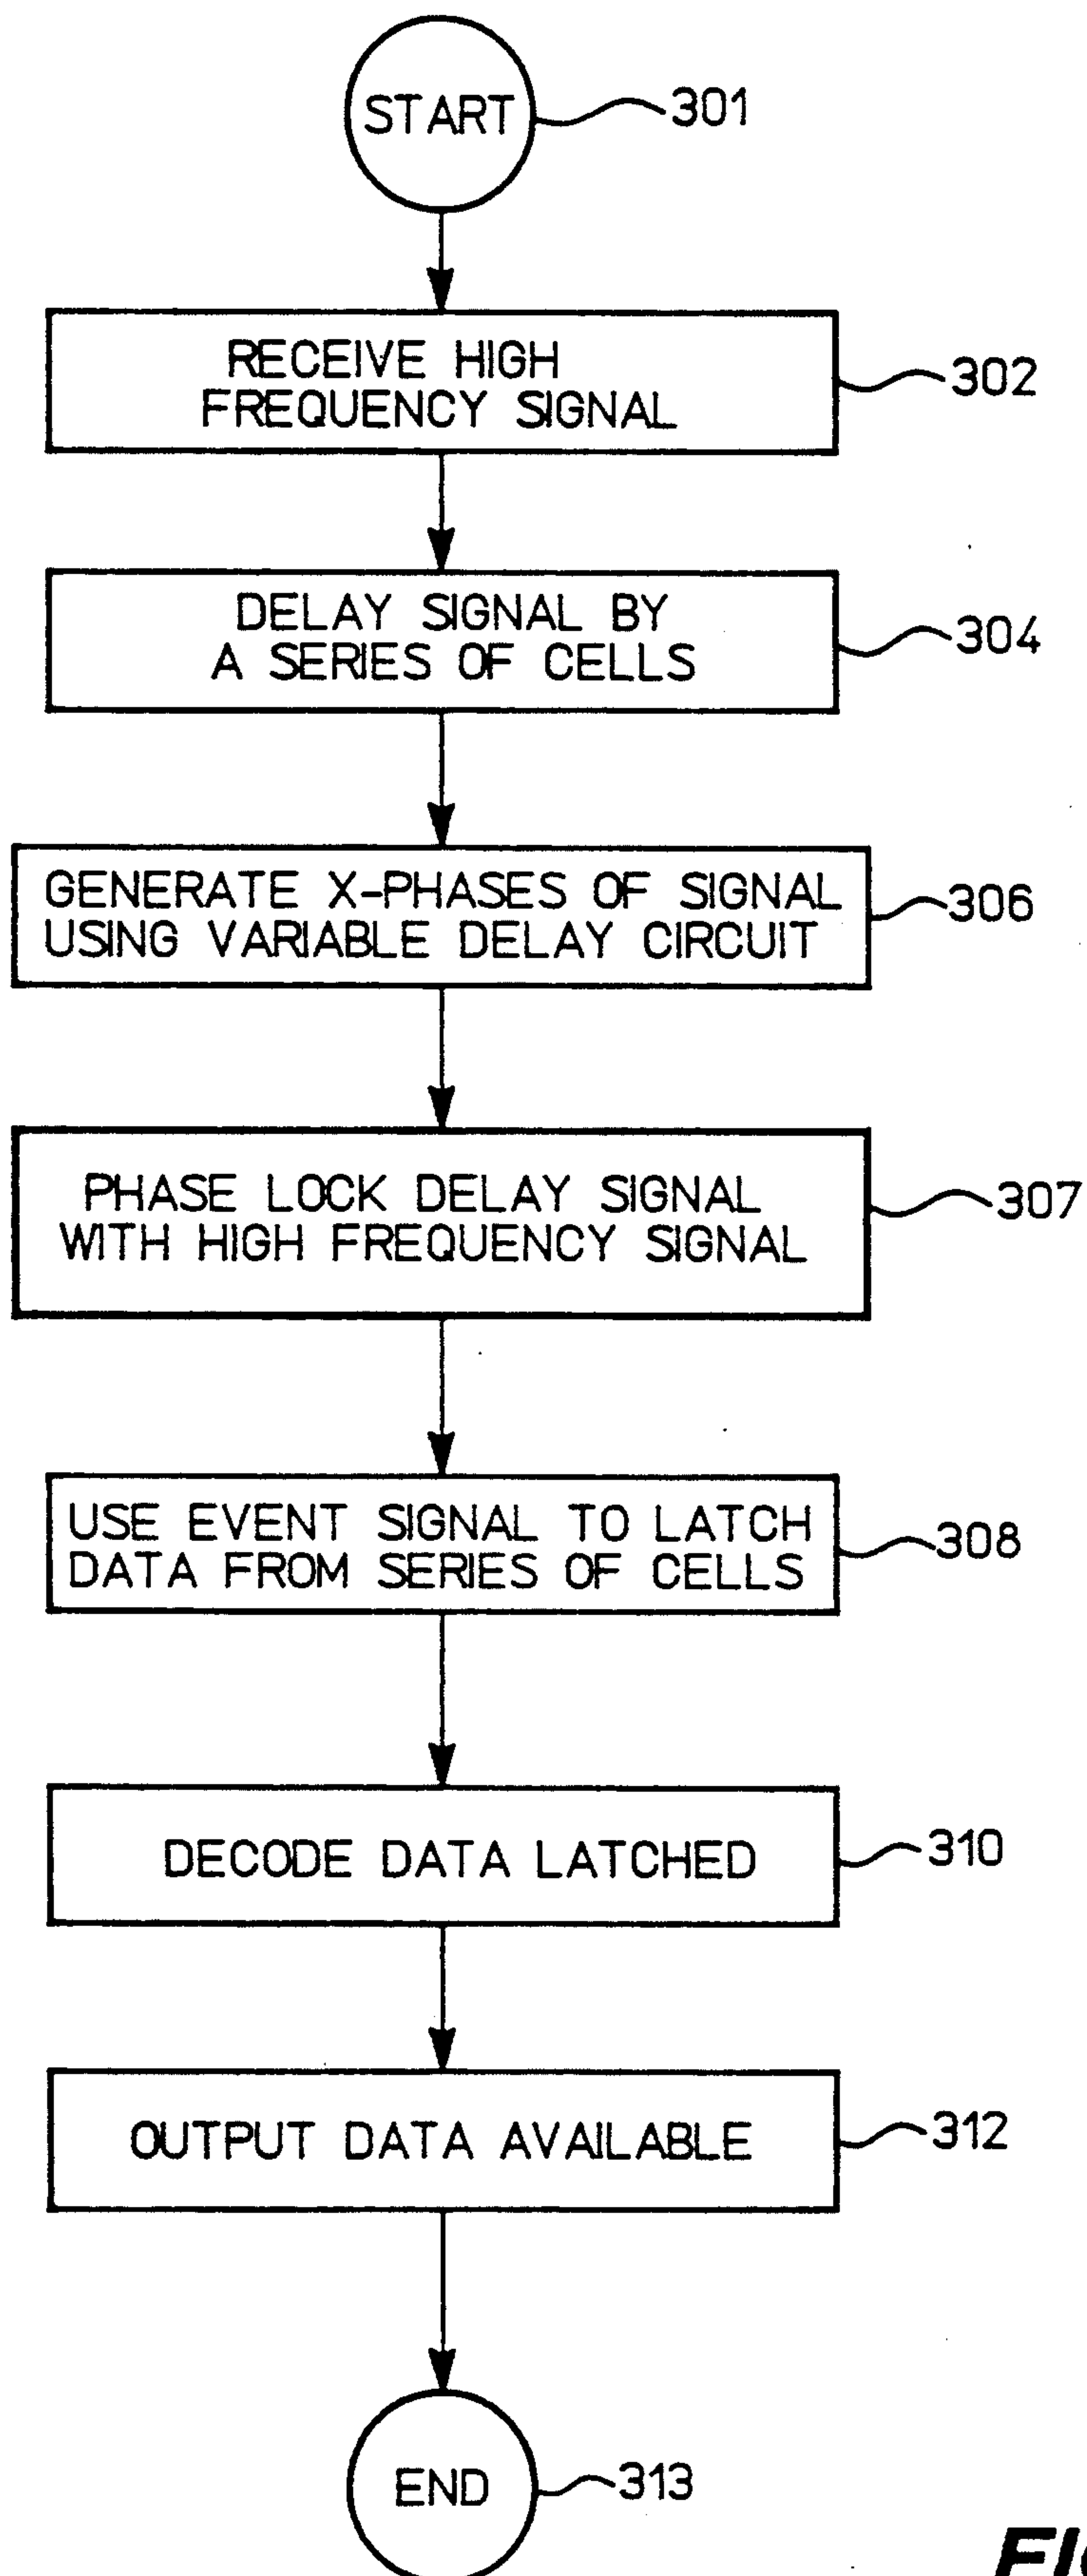 START
301
RECEIVE HIGH
FREQUENCY SIGNAL
302
DELAY SIGNAL BY
A SERIES OF CELLS
304
GENERATE X-PHASES OF SIGNAL
USING VARIABLE DELAY CIRCUIT
306
PHASE LOCK DELAY SIGNAL
WITH HIGH FREQUENCY SIGNAL
307
USE EVENT SIGNAL TO LATCH
DATA FROM SERIES OF CELLS
308
DECODE DATA LATCHED
310
OUTPUT DATA AVAILABLE
312
END
313